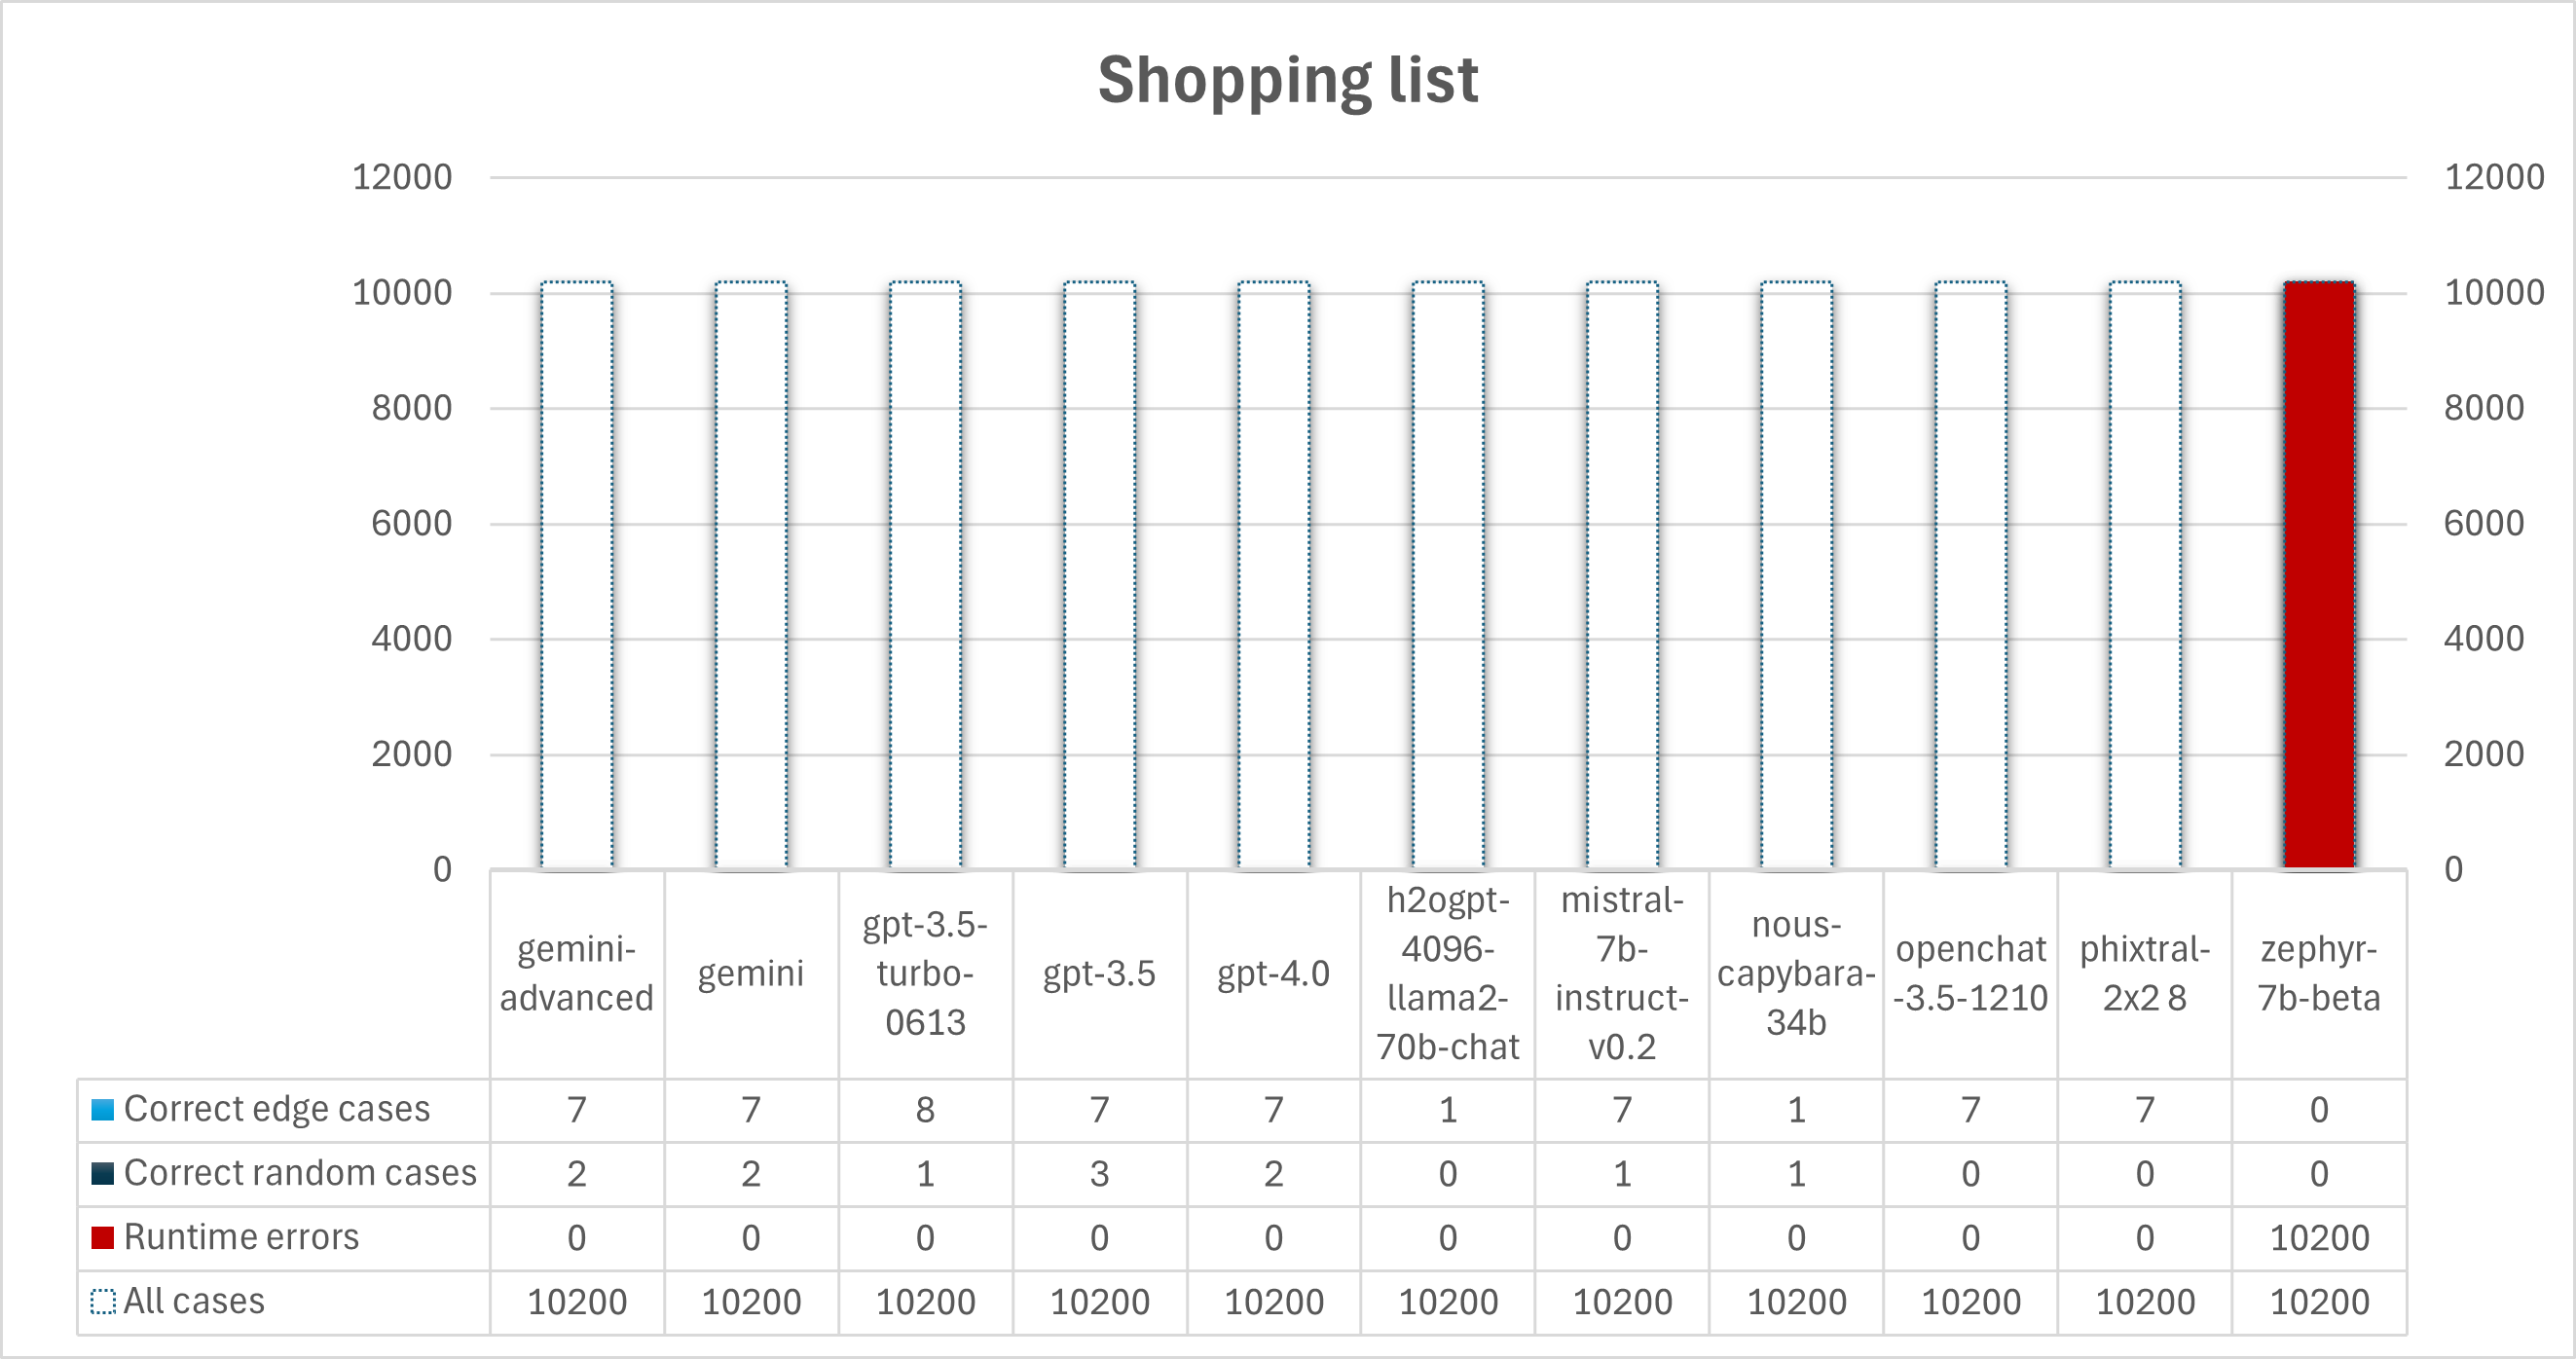 Shopping list
12000 12000
10000 10000
8000 8000
6000 6000
4000 4000
2000 2000
0 0
gemini-
advanced
gemini
gpt-3.5-
turbo-
0613
gpt-3.5
gpt-4.0
h2ogpt-
4096-
llama2-
70b-chat
mistral-
7b-
instruct-
v0.2
nous-
capybara-
34b
openchat
-3.5-1210
phixtral-
2x2 8
zephyr-
7b-beta
Correct edge cases 7 7 8 7 7 1 7 1 7 7 0
Correct random cases 2 2 1 3 2 0 1 1 0 0 0
Runtime errors 0 0 0 0 0 0 0 0 0 0 10200
All cases 10200 10200 10200 10200 10200 10200 10200 10200 10200 10200 10200